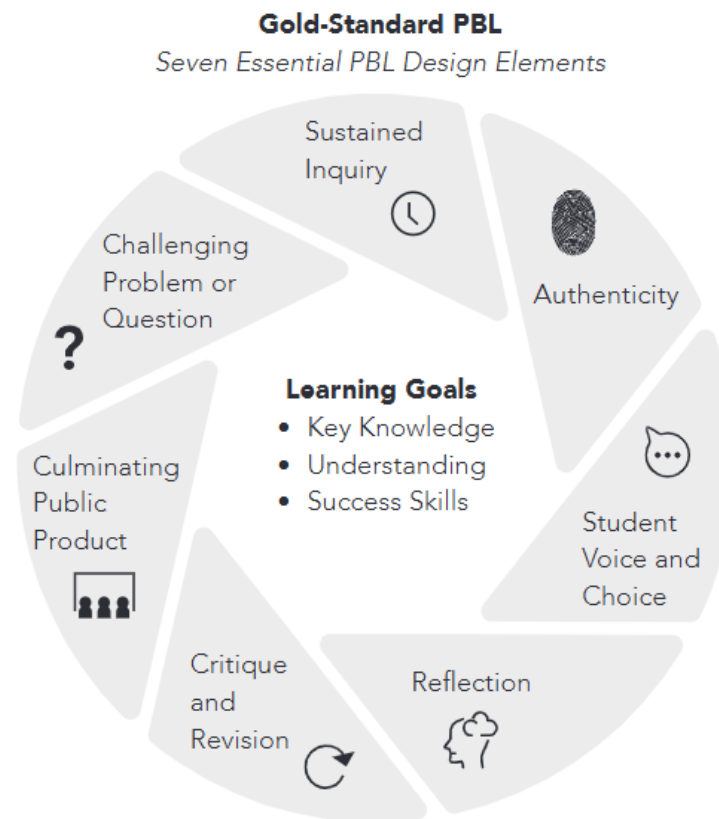 Gold-Standard PBL
Seven Essential PBL Design Elements
Sustained
Inquiry
Authenticity
Student
Voice and
Choice
Reflection
Critique
and
Revision
Culminating
Public
Product
Challenging
Problem or
Question
?
Learning Goals
• Key Knowledge
• Understanding
• Success Skills